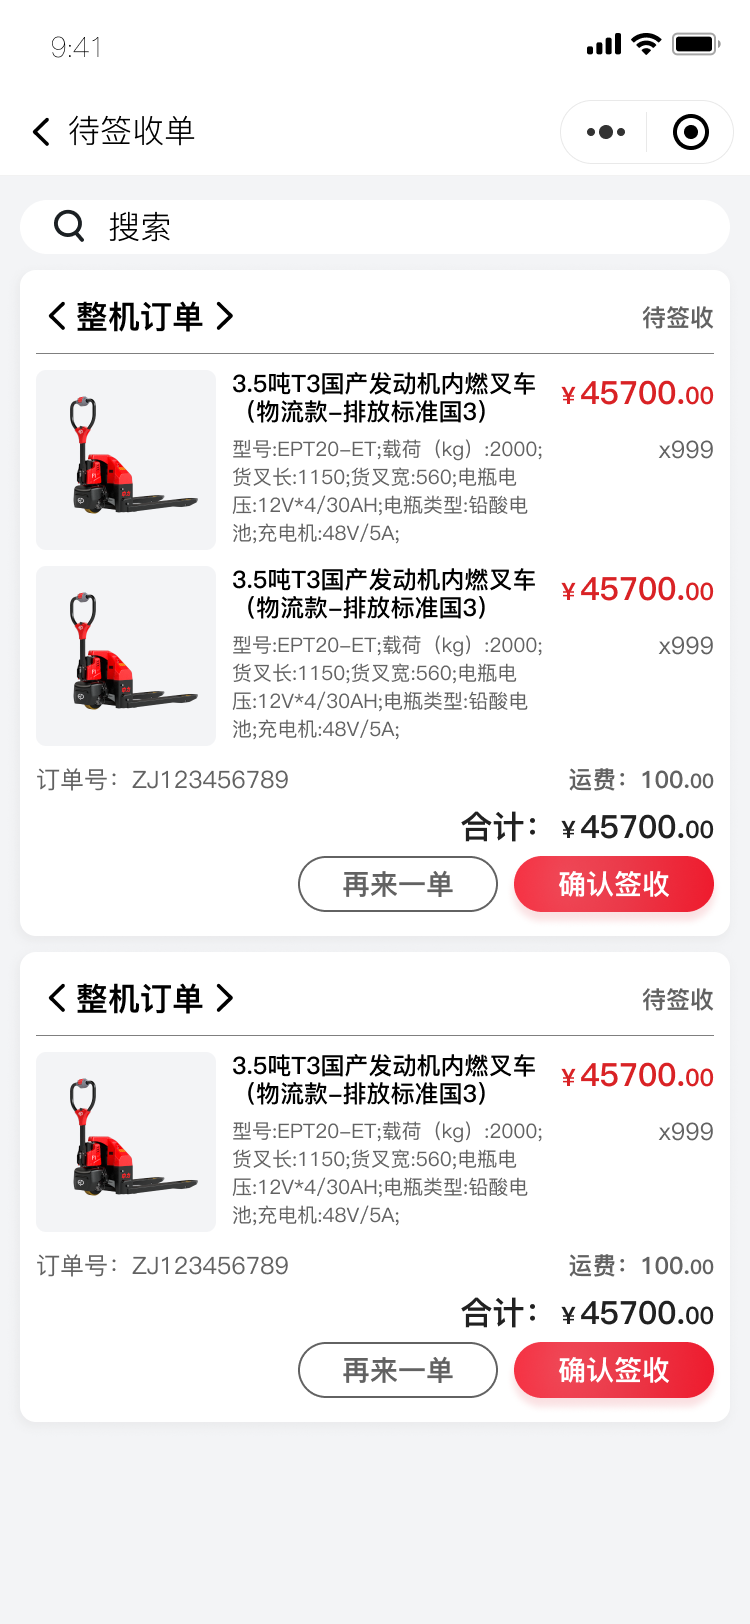 9:41
待签收单
搜索
整机订单
待签收
3.5吨T3国产发动机内燃叉车
（物流款-排放标准国3）
¥45700.00
型号:EPT20-ET;载荷（kg）:2000;
货叉长:1150;货叉宽:560;电瓶电
压:12V*4/30AH;电瓶类型:铅酸电
池;充电机:48V/5A;
x999
3.5吨T3国产发动机内燃叉车
（物流款-排放标准国3）
¥45700.00
型号:EPT20-ET;载荷（kg）:2000;
货叉长:1150;货叉宽:560;电瓶电
压:12V*4/30AH;电瓶类型:铅酸电
池;充电机:48V/5A;
x999
订单号：ZJ123456789
运费：100.00
合计：¥45700.00
再来一单
确认签收
整机订单
待签收
3.5吨T3国产发动机内燃叉车
（物流款-排放标准国3）
¥45700.00
型号:EPT20-ET;载荷（kg）:2000;
货叉长:1150;货叉宽:560;电瓶电
压:12V*4/30AH;电瓶类型:铅酸电
池;充电机:48V/5A;
x999
订单号：ZJ123456789
运费：100.00
合计：¥45700.00
再来一单
确认签收